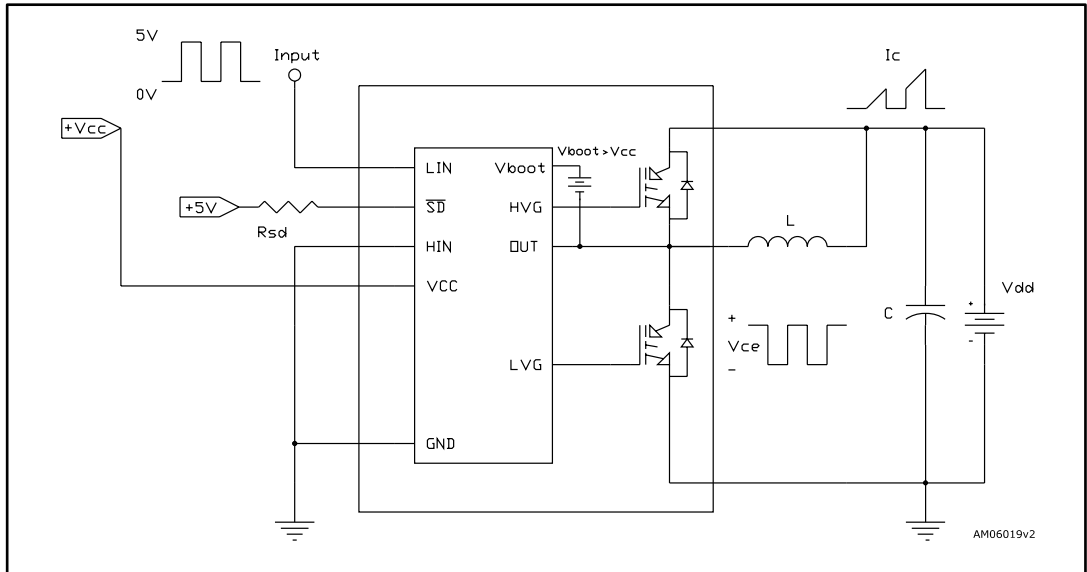 5V
Input
Ic
0V
+Vcc
Vboot>Vcc
LIN
Vboot
+5V
SD
HVG
Rsd
L
HIN
OUT
VCC
Vdd
+
C
+
Vce
-
-
LVG
GND
AM06019v2